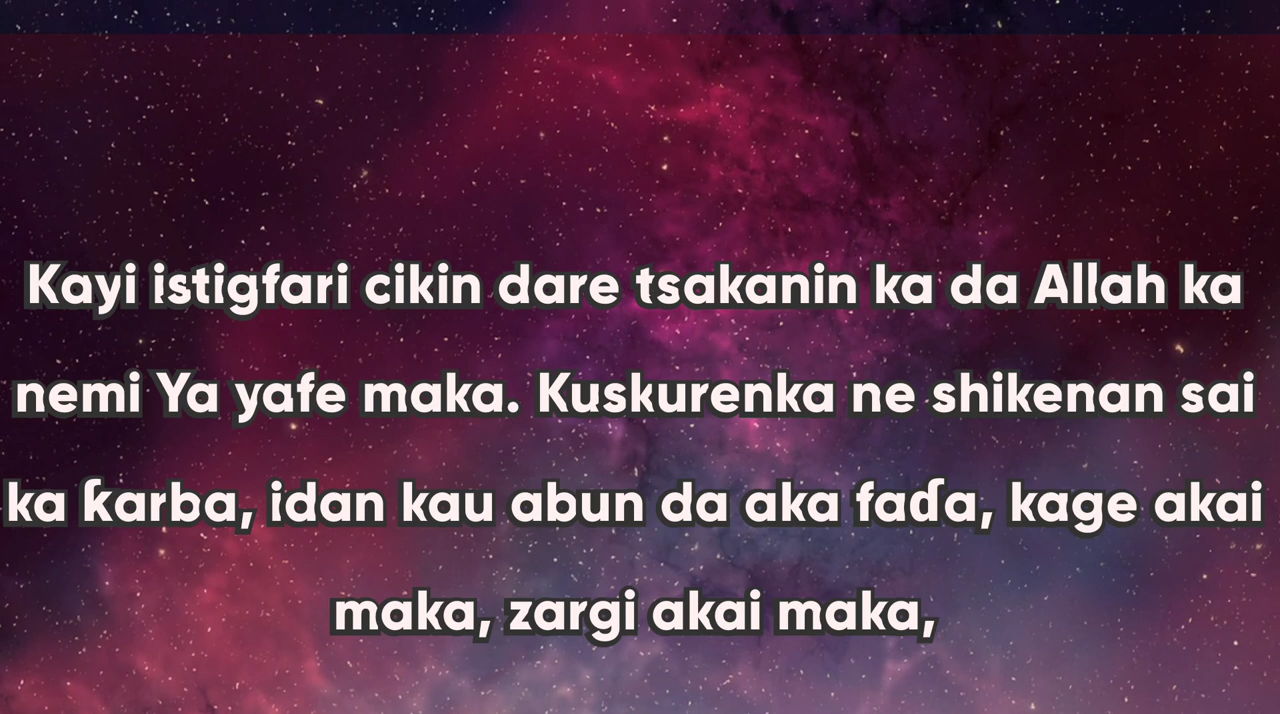 Kayi istigfari cikin dare tsakanin ka da Allah ka
nemi Ya yafe maka. Kuskurenka ne shikenan sai
ka ƙarba, idan kau abun da aka faɗa, kage akai
maka, zargi akai maka,